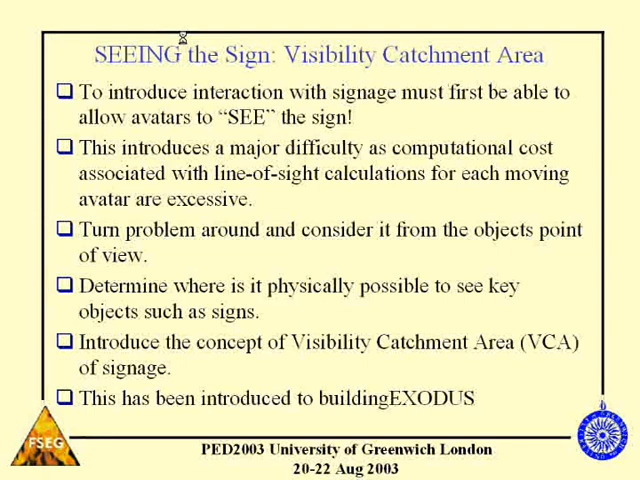 SEEING the Sign: Visibility Catchment Area
To introduce interaction with signage must first be able to
allow avatars to “SEE” the sign!
This introduces a major difficulty as computational cost
associated with line-of-sight calculations for each moving
avatar are excessive.
Turn problem around and consider it from the objects point
of view.
Determine where is it physically possible to see key
objects such as signs.
Introduce the concept of Visibility Catchment Area (VCA)
of signage.
This has been introduced to buildingEXODUS
FSEG
PED2003 University of Greenwich London
20-22 Aug 2003